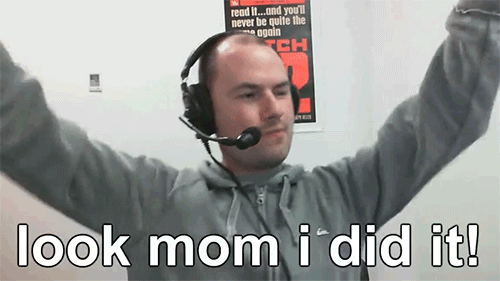 read it...and you'll
never be quite the
again
look mom i did it!